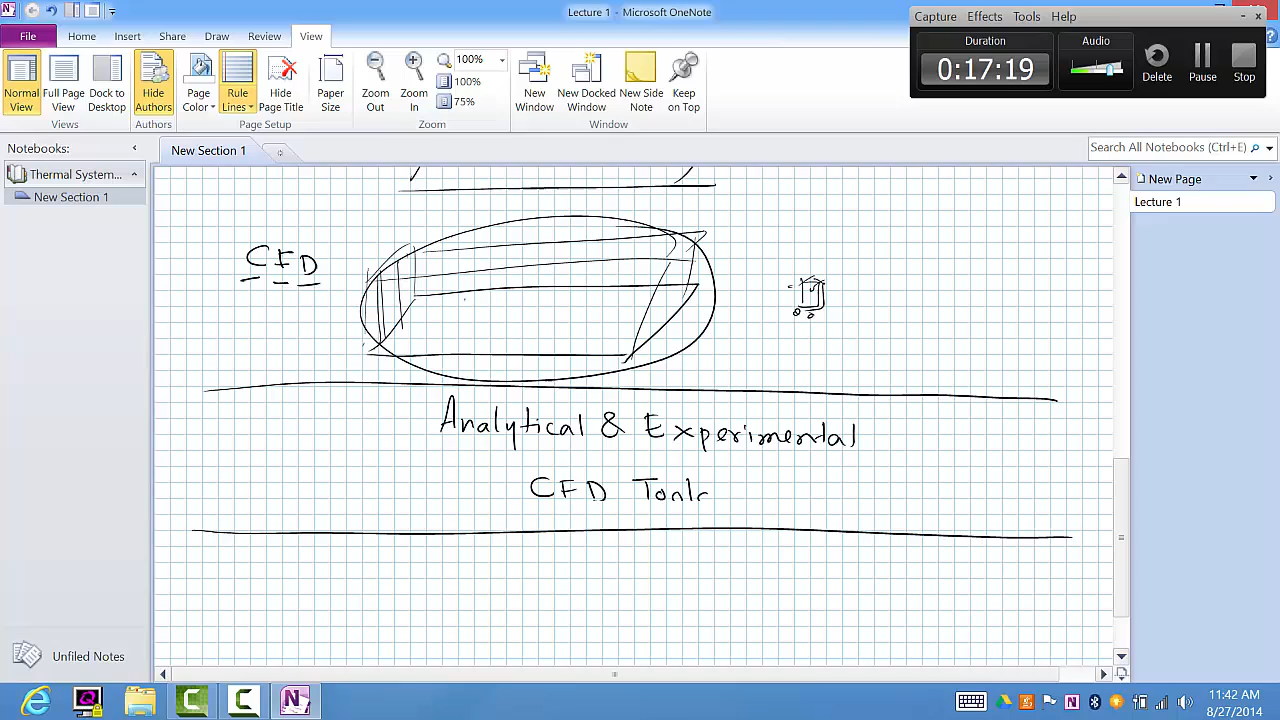 Lecture 1 - Microsoft OneNote
Capture Effects Tools Help
File Home Insert Share Draw Review View
Duration Audio
0:17:19 Delete Pause Stop
Normal View Full Page View Dock to Desktop Hide Authors Page Color Rule Lines Hide Page Title Paper Size Zoom Out Zoom In 100% 100% 75% New Window New Docked Window New Side Note Keep on Top
Views Authors Page Setup Zoom Window
Notebooks: New Section 1 Search All Notebooks (Ctrl+E)
Thermal System... New Page
New Section 1 Lecture 1
CFD
Analytical & Experimental
CFD Tools
Unfiled Notes
11:42 AM
8/27/2014